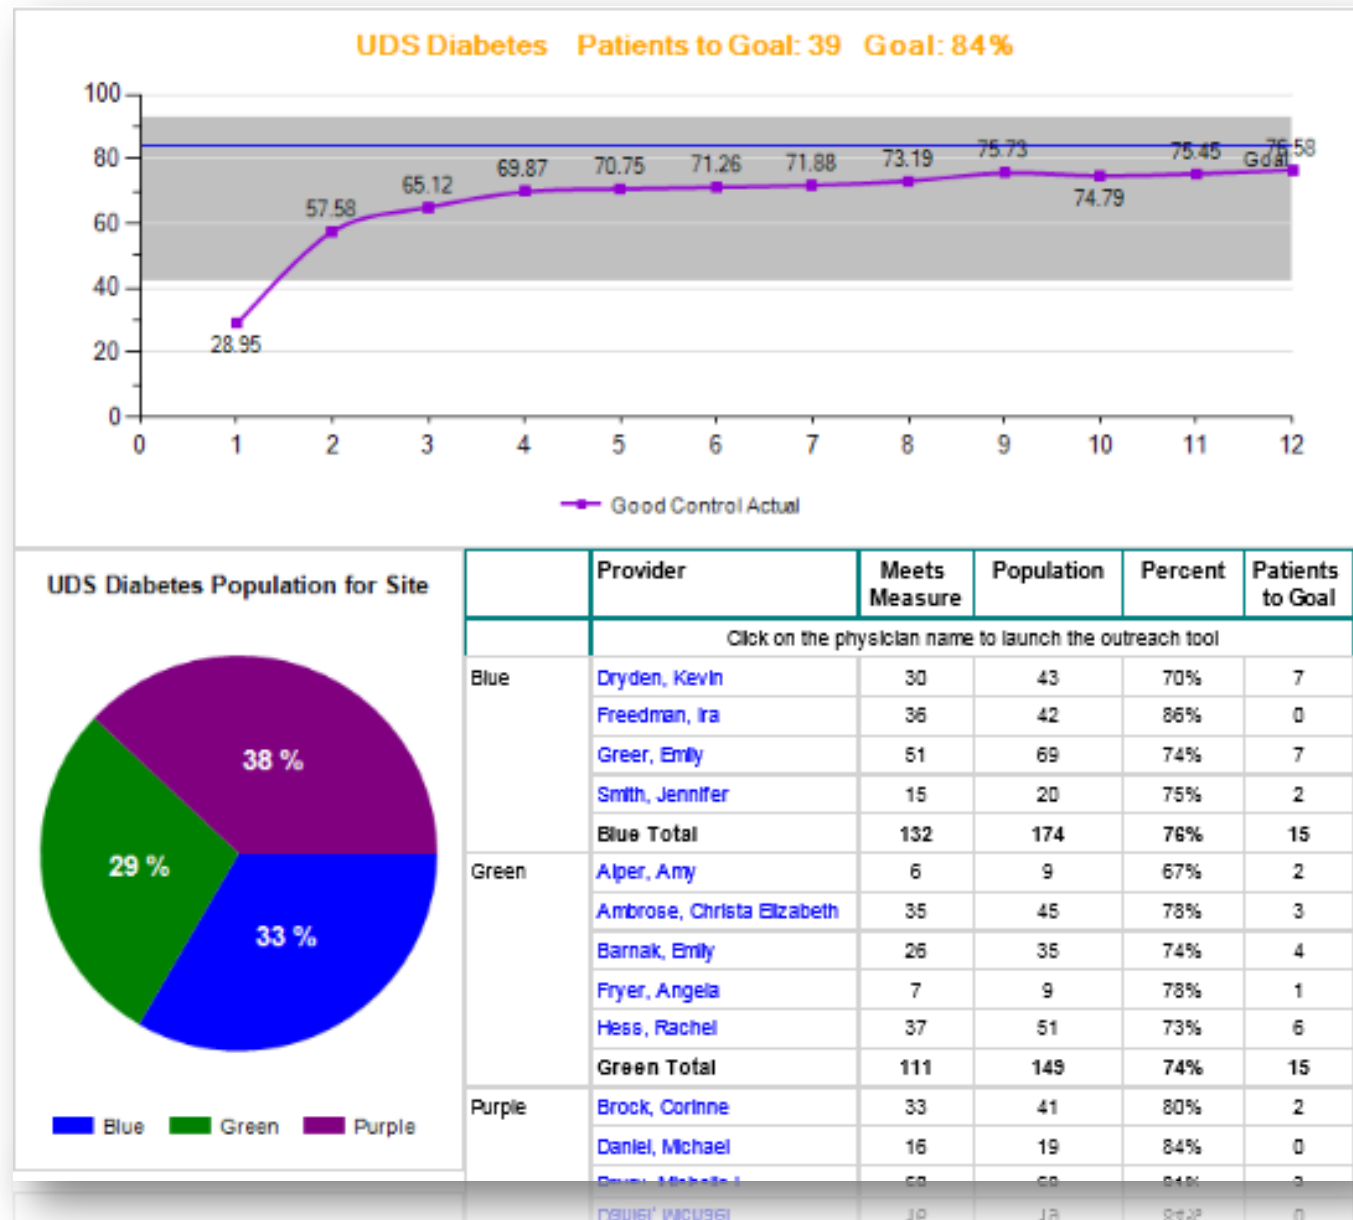 UDS Diabetes Patients to Goal: 39 Goal: 84%
100
80
60
40
20
0
28.95
57.58
65.12
69.87
70.75
71.26
71.88
73.19
75.73
74.79
75.45
76.58
Goal
0 1 2 3 4 5 6 7 8 9 10 11 12
Good Control Actual
UDS Diabetes Population for Site
38 %
29 %
33 %
Blue Green Purple
Provider Meets Measure Population Percent Patients to Goal
Click on the physician name to launch the outreach tool
Blue Dryden, Kevin 30 43 70% 7
Freedman, Ira 36 42 86% 0
Greer, Emily 51 69 74% 7
Smith, Jennifer 15 20 75% 2
Blue Total 132 174 76% 15
Green Alper, Amy 6 9 67% 2
Ambrose, Christa Elizabeth 35 45 78% 3
Barnak, Emily 26 35 74% 4
Fryer, Angela 7 9 78% 1
Hess, Rachel 37 51 73% 6
Green Total 111 149 74% 15
Purple Brock, Corinne 33 41 80% 2
Daniel, Michael 16 19 84% 0